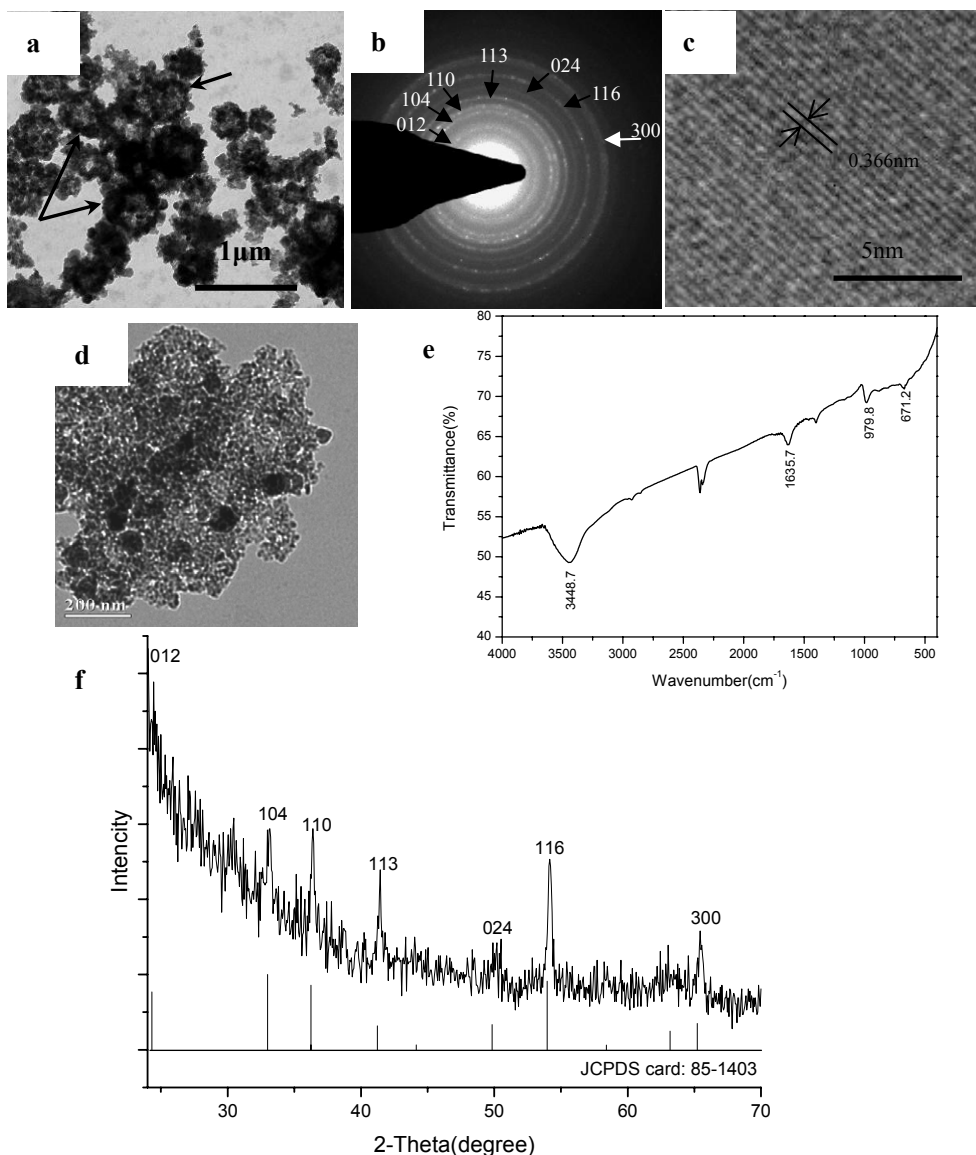 a
1μm
b
012
104
110
113
024
116
300
c
0.366nm
5nm
d
200 nm
e
Transmittance(%)
80
75
70
65
60
55
50
45
40
3448.7
1635.7
979.8
671.2
4000 3500 3000 2500 2000 1500 1000 500
Wavenumber(cm⁻¹)
f
Intencity
012
104
110
113
024
116
300
JCPDS card: 85-1403
30 40 50 60 70
2-Theta(degree)